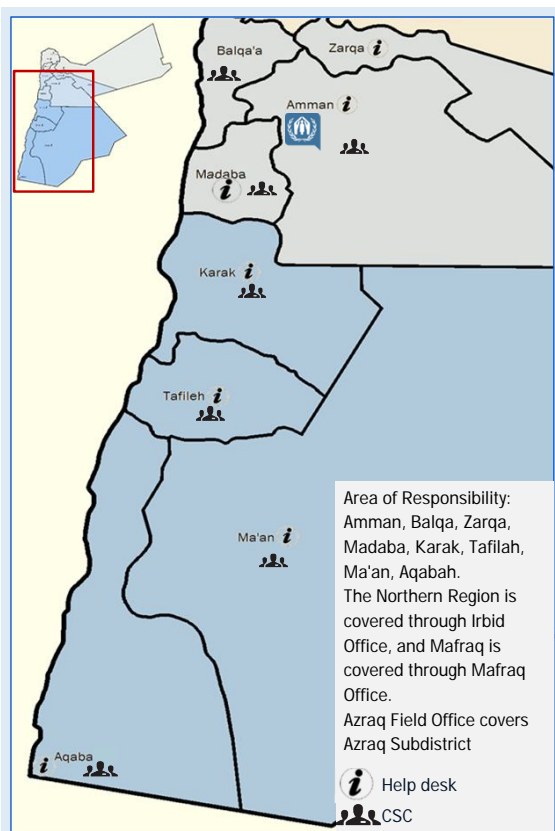 Balqa'a
Zarqa
Amman
Madaba
Karak
Tafileh
Ma'an
Aqaba
Area of Responsibility:
Amman, Balqa, Zarqa,
Madaba, Karak, Tafilah,
Ma'an, Aqabah.
The Northern Region is
covered through Irbid
Office, and Mafraq is
covered through Mafraq
Office.
Azraq Field Office covers
Azraq Subdistrict
Help desk
CSC